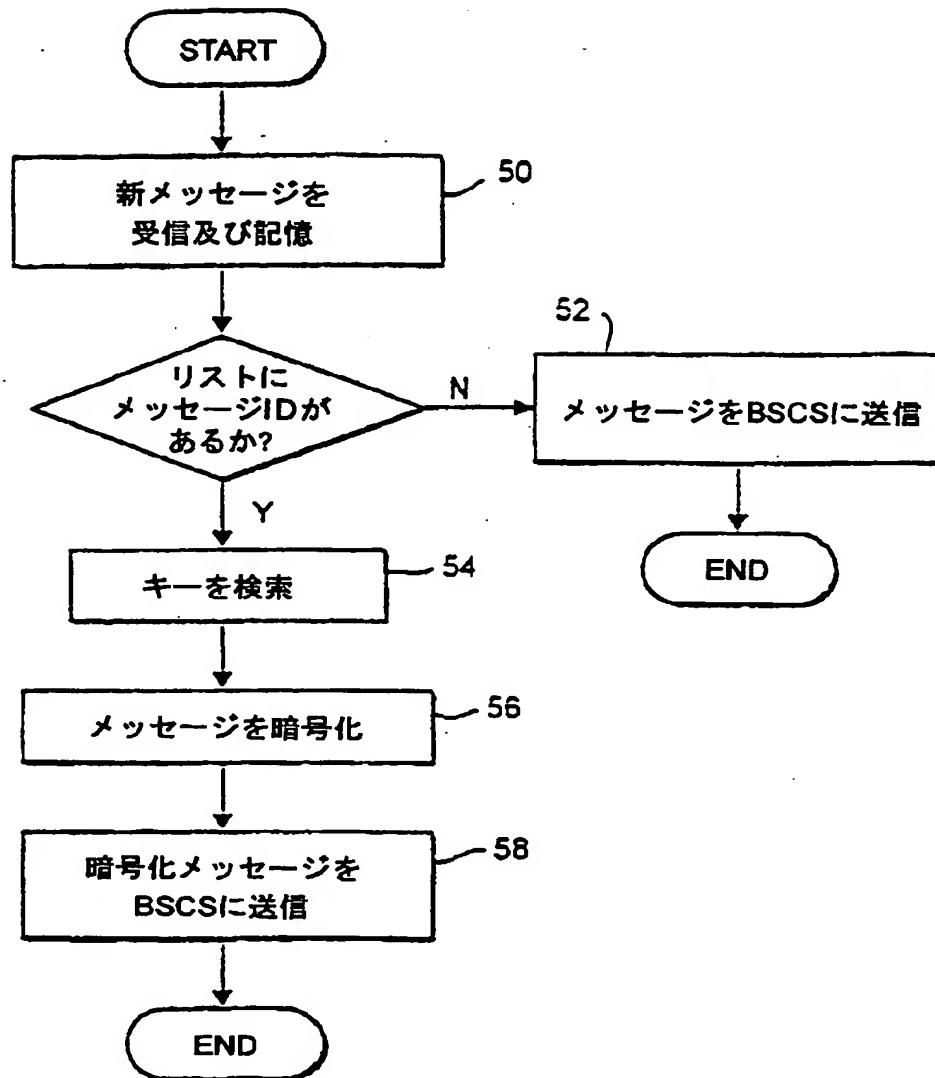 START
新メッセージを
受信及び記憶
50
リストに
メッセージIDが
あるか?
N
52
メッセージをBSCSに送信
END
Y
キーを検索
54
メッセージを暗号化
56
暗号化メッセージを
BSCSに送信
58
END